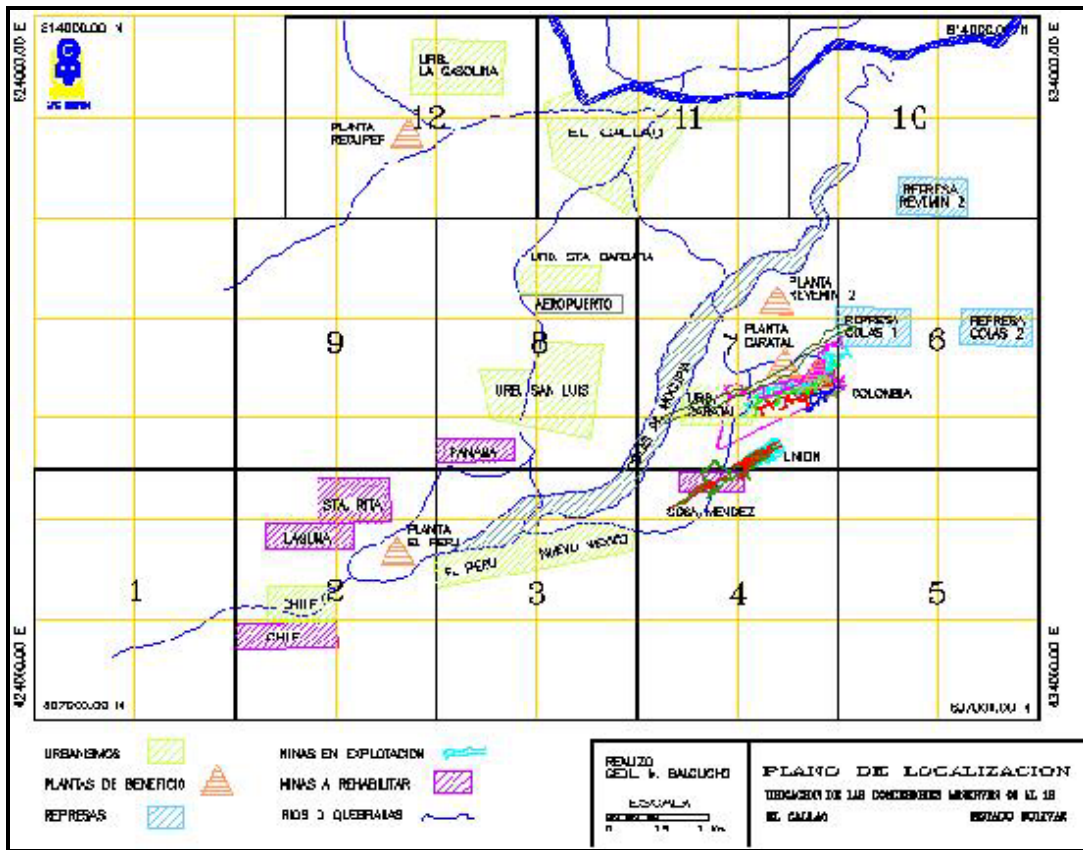 URB.
LA GASOLINA
12
11
10
PLANTA
EL CALLAO
REPRESA
REVEMIN 2
URB. STA. BARBARA
AEROPUERTO
PLANTA
REVEMIN 2
PLANTA
CARATAL
REPRESA
COLAS 1
REPRESA
COLAS 2
9
8
7
6
URB. SAN LUIS
URB.
CARATAL
COLOMBIA
PANAMA
UNION
STA. RITA
SOSA MENDEZ
LAGUNA
PLANTA
EL PERU
EL PERU
NUEVO MEXICO
1
2
3
4
5
CHILE
CHILE
URBANISMOS
MINAS EN EXPLOTACION
PLANTAS DE BENEFICIO
MINAS A REHABILITAR
REPRESAS
RIOS O QUEBRADAS
REALIZO
ESCALA
PLANO DE LOCALIZACION
EL CALLAO
ESTADO BOLIVAR